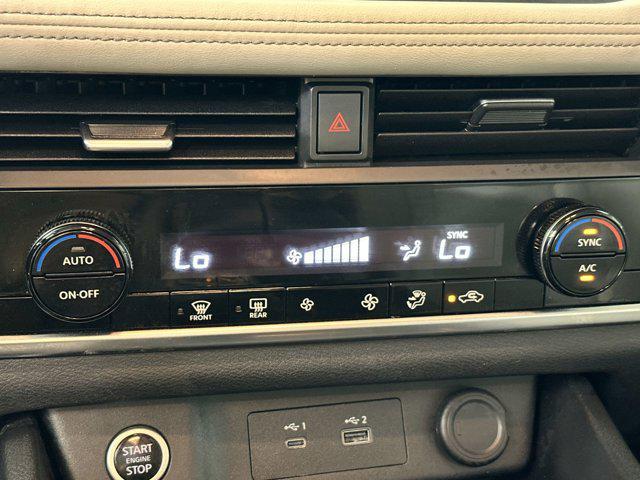 SYNC
AUTO
Lo
Lo
SYNC
ON·OFF
A/C
FRONT
REAR
1
2
START
ENGINE
STOP